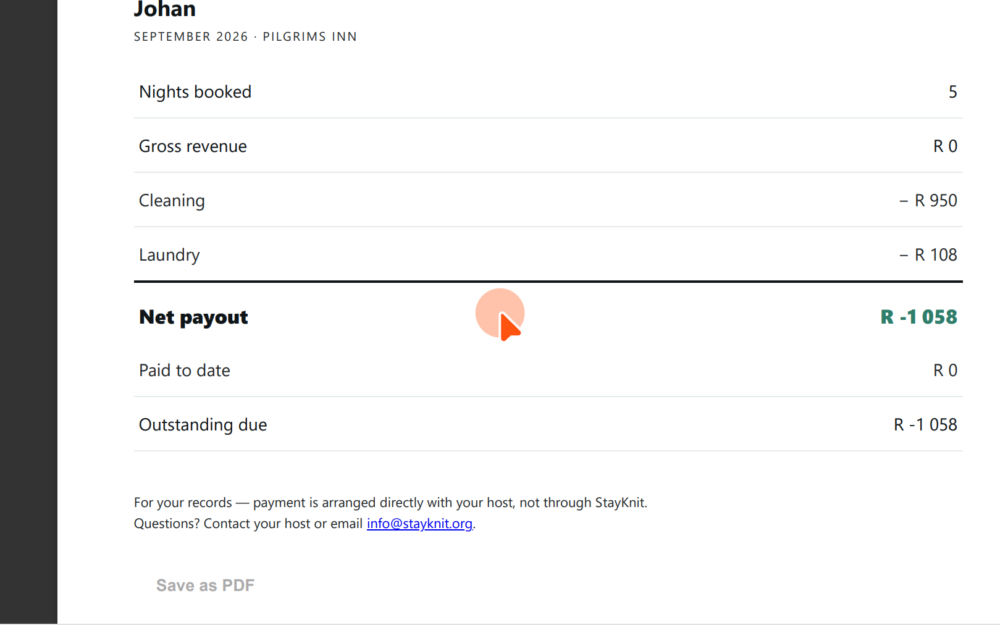 Johan
SEPTEMBER 2026 · PILGRIMS INN
Nights booked 5
Gross revenue R 0
Cleaning – R 950
Laundry – R 108
Net payout R -1 058
Paid to date R 0
Outstanding due R -1 058
For your records — payment is arranged directly with your host, not through StayKnit.
Questions? Contact your host or email info@stayknit.org.
Save as PDF